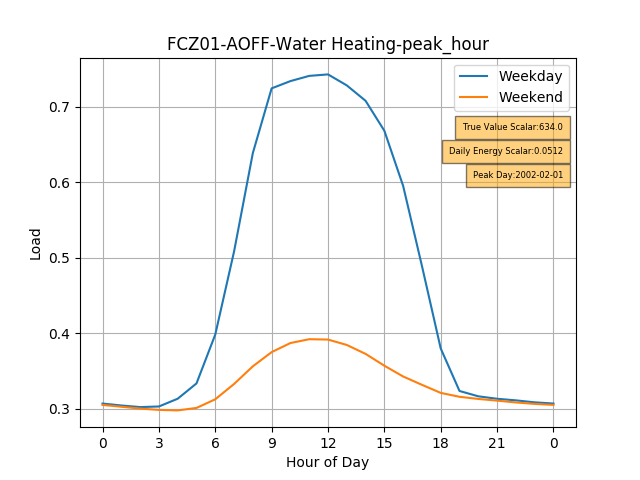 FCZ01-AOFF-Water Heating-peak_hour
Weekday
Weekend
True Value Scalar:634.0
Daily Energy Scalar:0.0512
Peak Day:2002-02-01
Load
0.7
0.6
0.5
0.4
0.3
0 3 6 9 12 15 18 21 0
Hour of Day